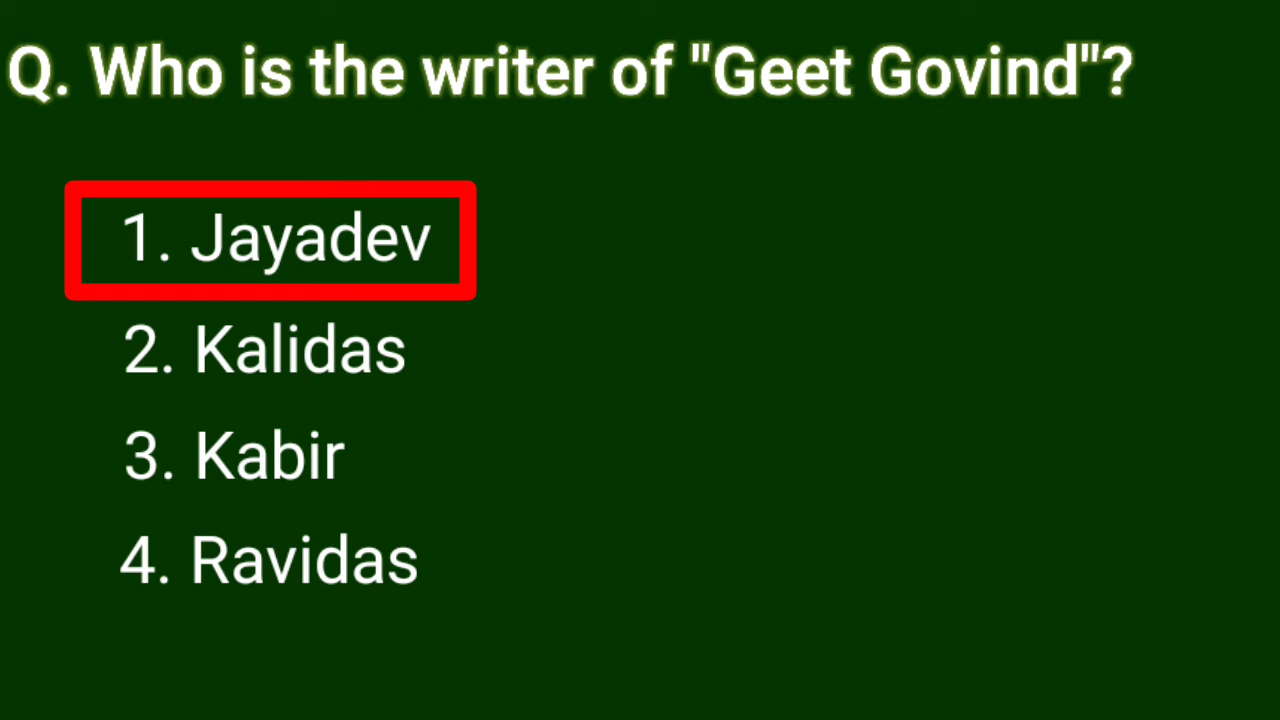 Q. Who is the writer of "Geet Govind"?
1. Jayadev
2. Kalidas
3. Kabir
4. Ravidas